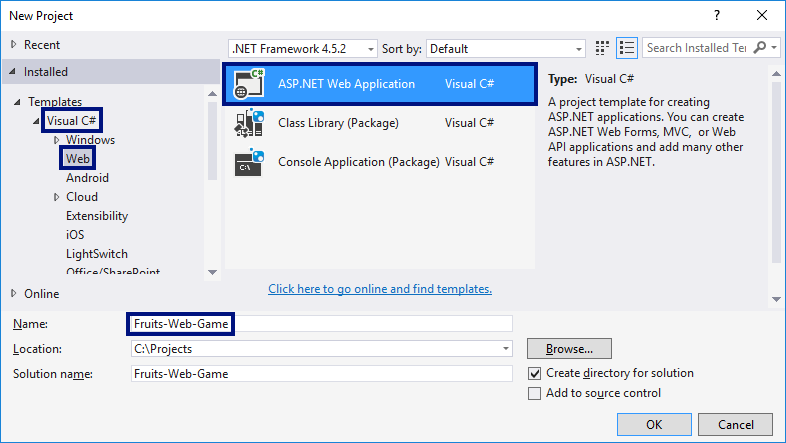 New Project
? X
Recent
.NET Framework 4.5.2 Sort by: Default Search Installed Te
Installed
Templates
Visual C#
Windows
Web
Android
Cloud
Extensibility
iOS
LightSwitch
Office/SharePoint
Online
C# ASP.NET Web Application Visual C#
Class Library (Package) Visual C#
C:\ Console Application (Package) Visual C#
Click here to go online and find templates.
Type: Visual C#
A project template for creating
ASP.NET applications. You can create
ASP.NET Web Forms, MVC, or Web
API applications and add many other
features in ASP.NET.
Name: Fruits-Web-Game
Location: C:\Projects Browse...
Solution name: Fruits-Web-Game
Create directory for solution
Add to source control
OK Cancel